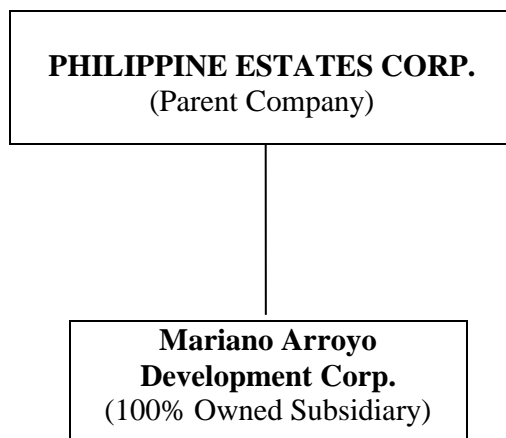 PHILIPPINE ESTATES CORP.
(Parent Company)
Mariano Arroyo
Development Corp.
(100% Owned Subsidiary)